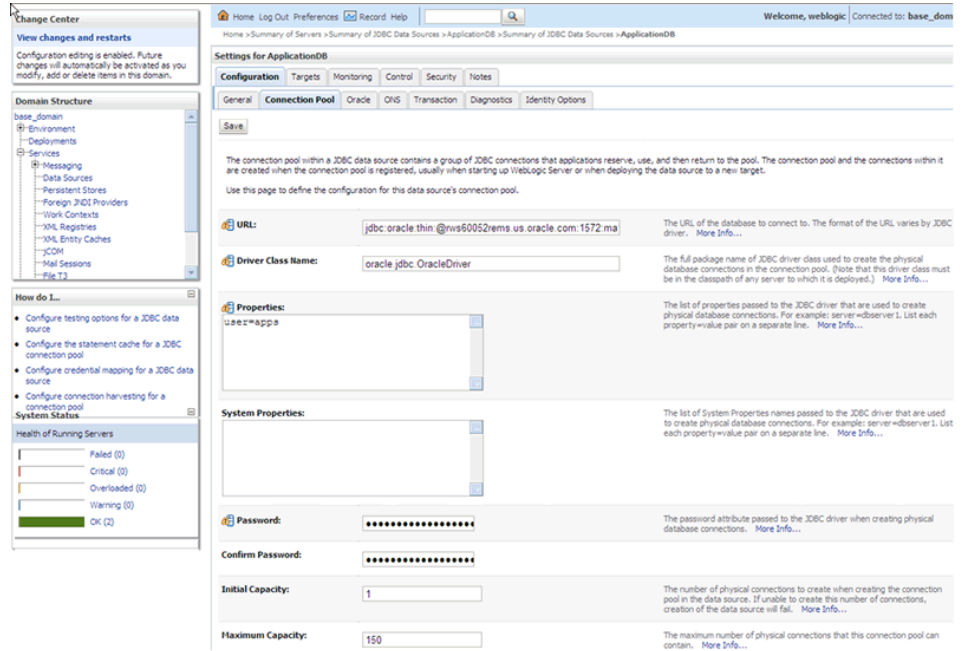 Change Center
View changes and restarts
Configuration editing is enabled. Future
changes will automatically be activated as you
modify, add or delete items in this domain.
Domain Structure
base_domain
Environment
Deployments
Services
Messaging
Data Sources
Persistent Stores
Foreign JNDI Providers
Work Contexts
XML Registries
XML Entity Caches
jCOM
Mail Sessions
File T3
How do I...
Configure testing options for a JDBC data
source
Configure the statement cache for a JDBC
connection pool
Configure credential mapping for a JDBC data
source
Configure connection harvesting for a
connection pool
System Status
Health of Running Servers
Failed (0)
Critical (0)
Overloaded (0)
Warning (0)
OK (2)
Home Log Out Preferences Record Help
Welcome, weblogic Connected to: base_dom
Home >Summary of Servers >Summary of JDBC Data Sources >ApplicationDB >Summary of JDBC Data Sources >ApplicationDB
Settings for ApplicationDB
Configuration Targets Monitoring Control Security Notes
General Connection Pool Oracle ONS Transaction Diagnostics Identity Options
Save
The connection pool within a JDBC data source contains a group of JDBC connections that applications reserve, use, and then return to the pool. The connection pool and the connections within it
are created when the connection pool is registered, usually when starting up WebLogic Server or when deploying the data source to a new target.
Use this page to define the configuration for this data source's connection pool.
URL:
jdbc:oracle:thin:@rws60052rems.us.oracle.com:1572:ma
The URL of the database to connect to. The format of the URL varies by JDBC
driver. More Info...
Driver Class Name:
oracle.jdbc.OracleDriver
The full package name of JDBC driver class used to create the physical
database connections in the connection pool. (Note that this driver class must
be in the classpath of any server to which it is deployed.) More Info...
Properties:
user=apps
The list of properties passed to the JDBC driver that are used to create
physical database connections. For example: server=dbserver1. List each
property=value pair on a separate line. More Info...
System Properties:
The list of System Properties names passed to the JDBC driver that are used
to create physical database connections. For example: server=dbserver1. List
each property=value pair on a separate line. More Info...
Password:
●●●●●●●●●●●●●●●●●●
The password attribute passed to the JDBC driver when creating physical
database connections. More Info...
Confirm Password:
●●●●●●●●●●●●●●●●●●
Initial Capacity:
1
The number of physical connections to create when creating the connection
pool in the data source. If unable to create this number of connections,
creation of the data source will fail. More Info...
Maximum Capacity:
150
The maximum number of physical connections that this connection pool can
contain. More Info...